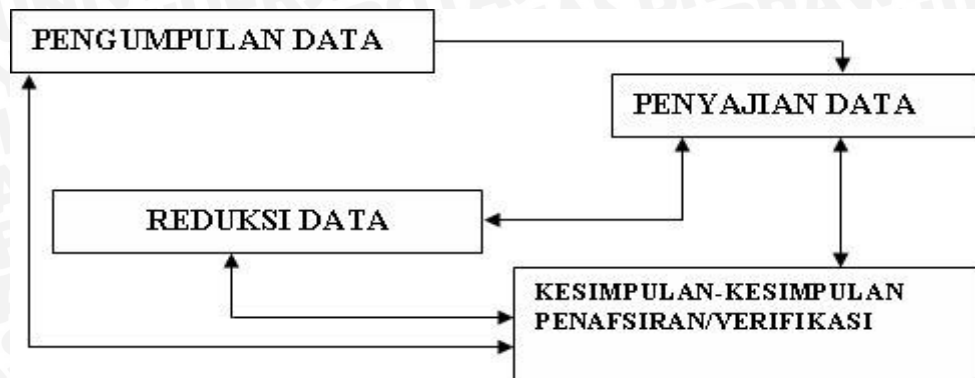 PENGUMPULAN DATA
PENYAJIAN DATA
REDUKSI DATA
KESIMPULAN-KESIMPULAN
PENAFSIRAN/VERIFIKASI